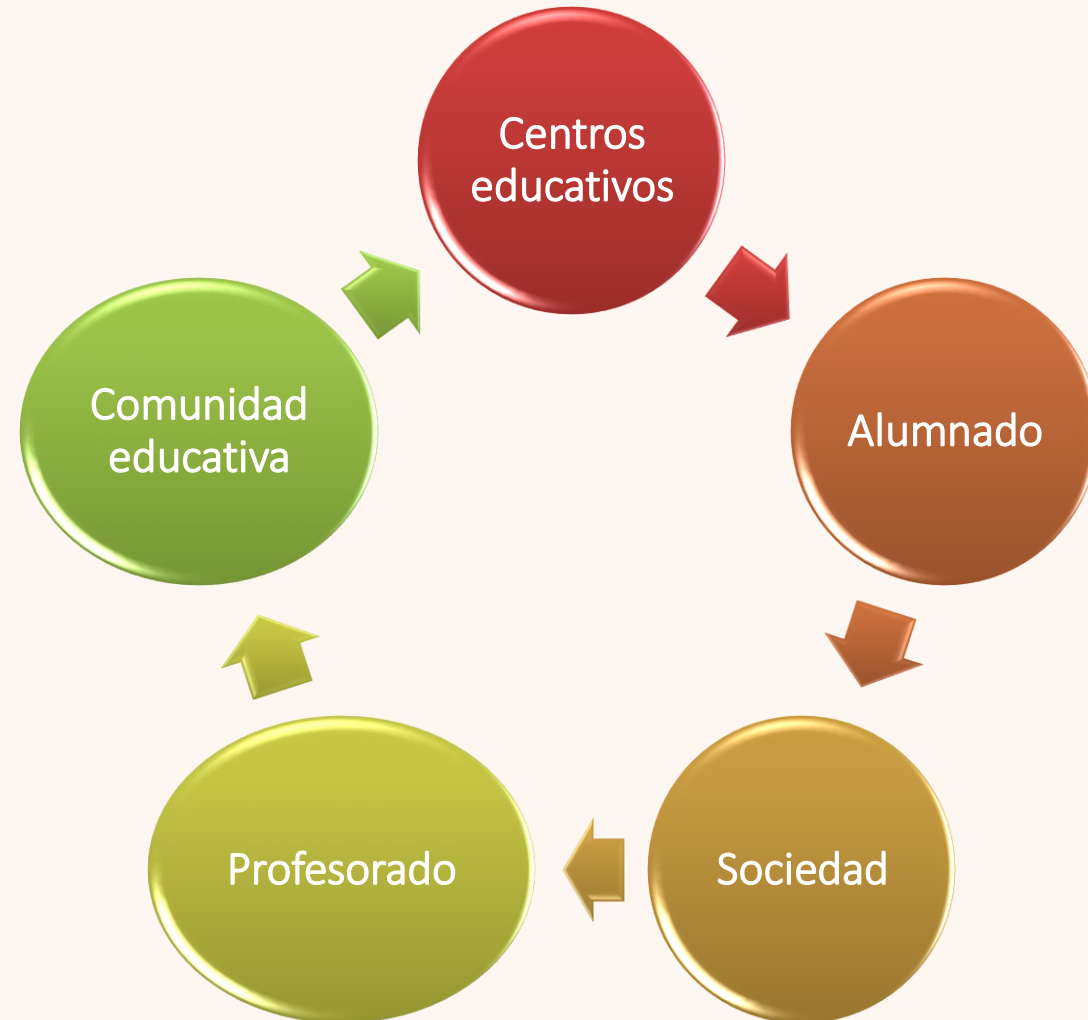 Centros
educativos
Alumnado
Sociedad
Profesorado
Comunidad
educativa